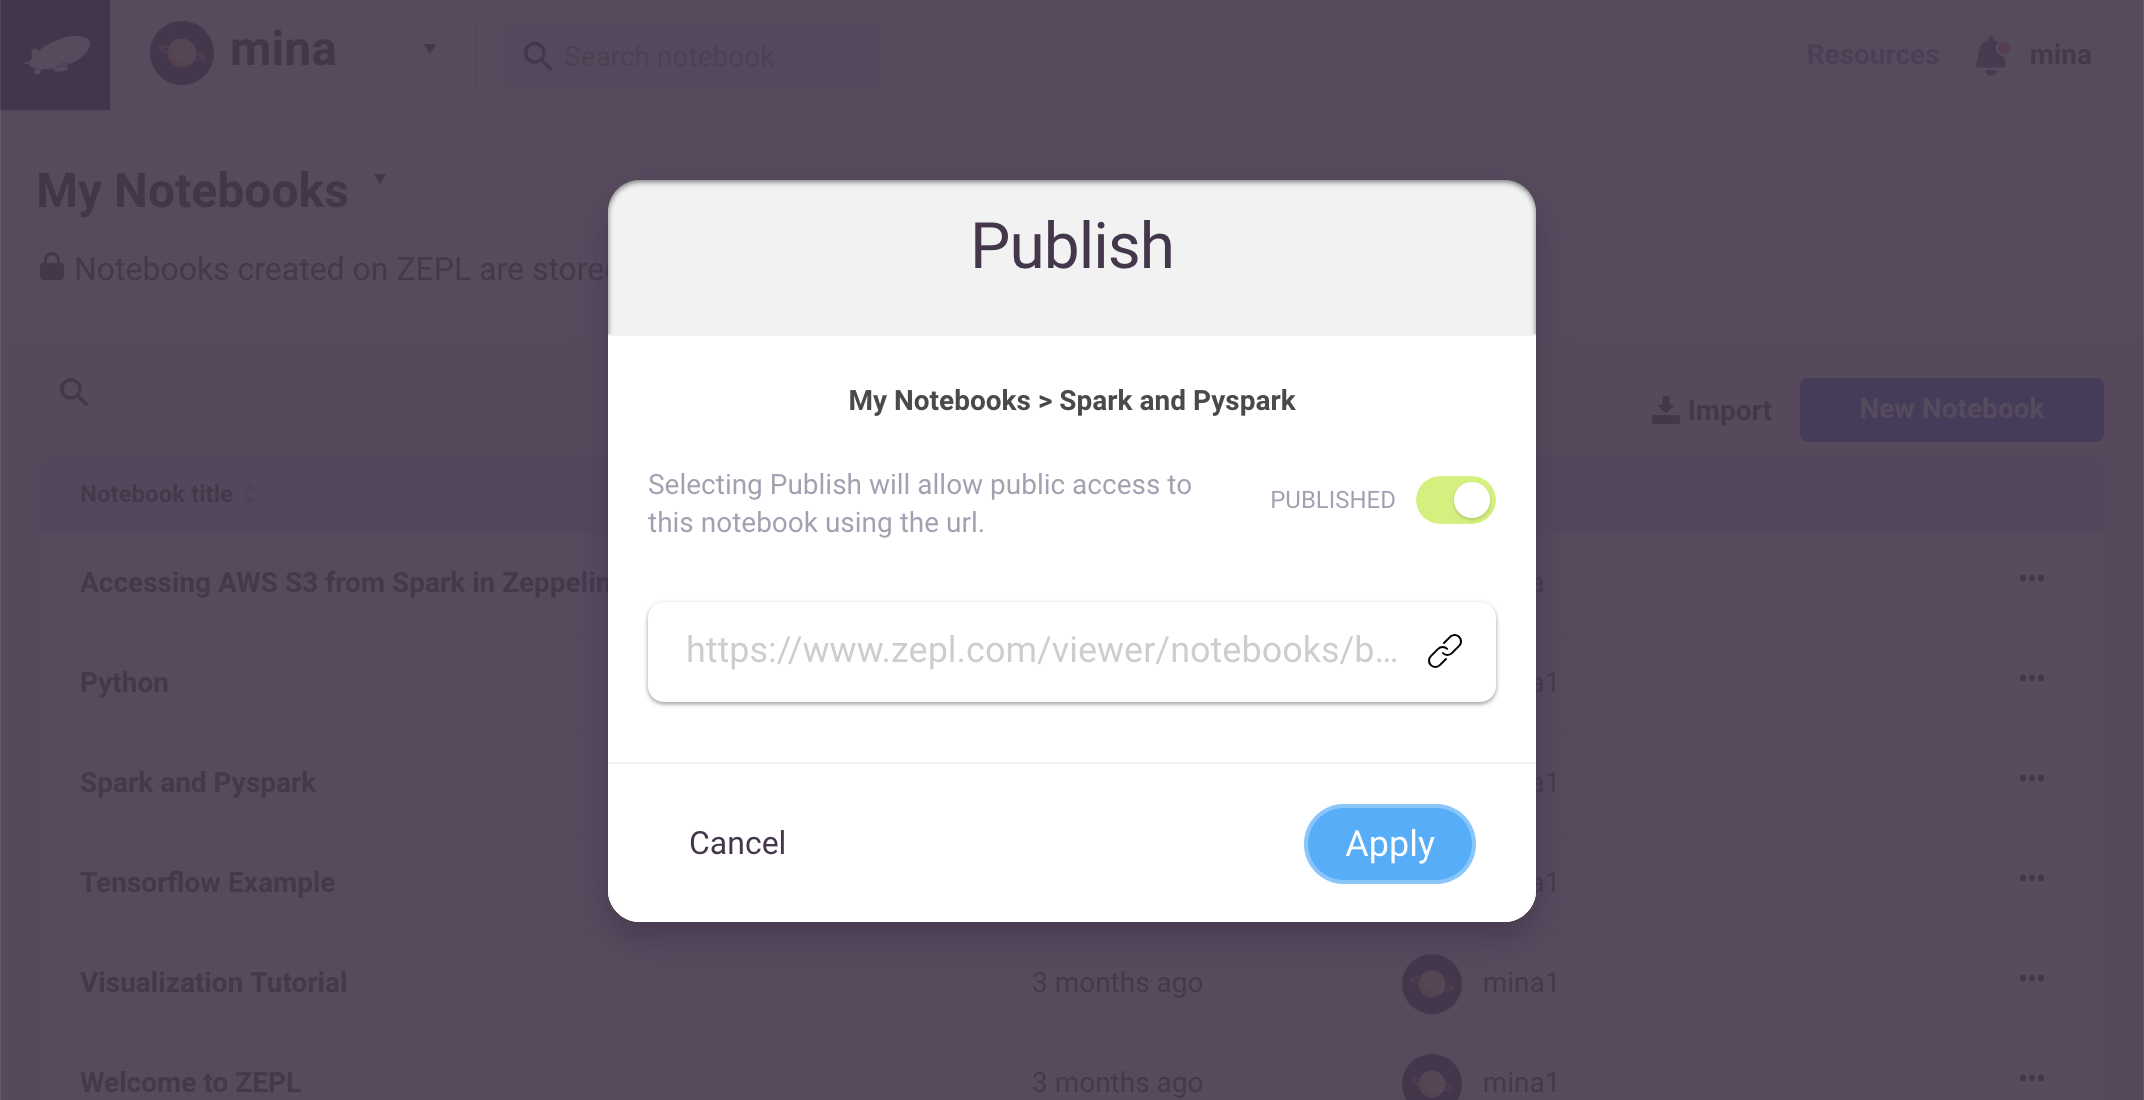 mina
Search notebook
Resources
mina
My Notebooks
Notebooks created on ZEPL are store
Publish
My Notebooks > Spark and Pyspark
Selecting Publish will allow public access to
this notebook using the url.
PUBLISHED
https://www.zepl.com/viewer/notebooks/b...
Cancel
Apply
Import
New Notebook
Notebook title
Accessing AWS S3 from Spark in Zeppelin
a
Python
a1
Spark and Pyspark
a1
Tensorflow Example
a1
Visualization Tutorial
3 months ago
mina1
Welcome to ZEPL
3 months ago
mina1